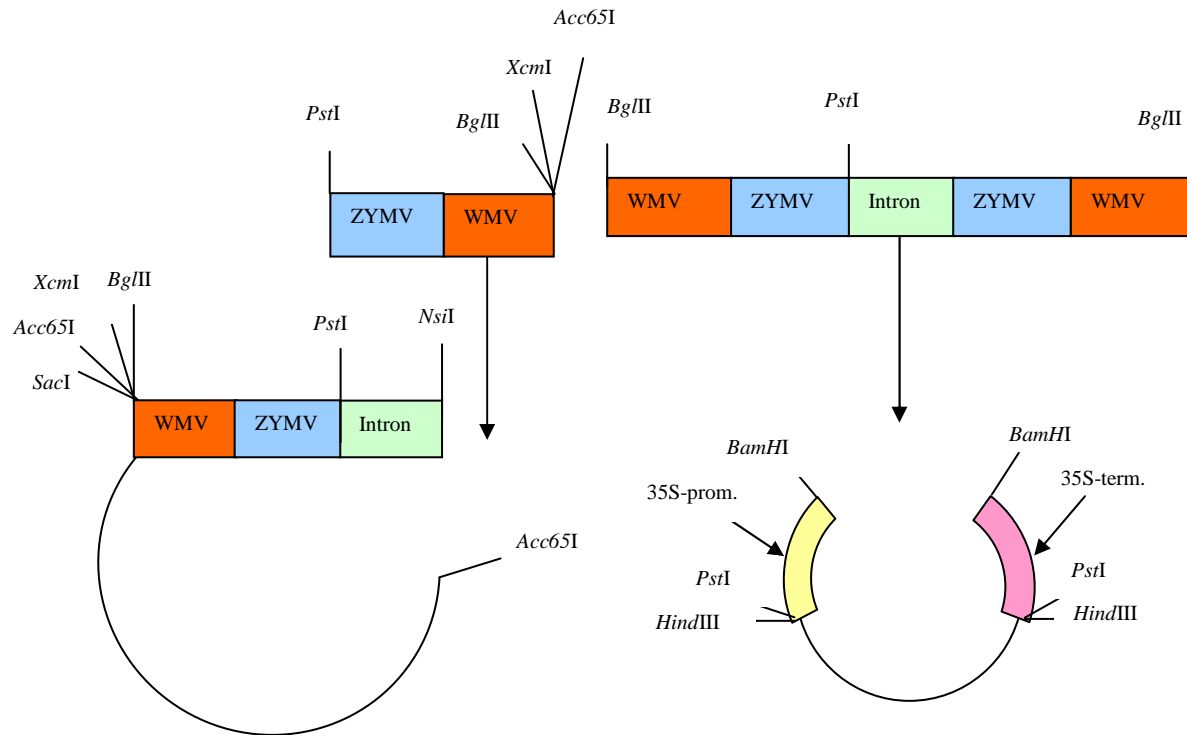 Acc65I
XcmI
PstI
BglII
PstI
BglII
BglII
ZYMV WMV
WMV ZYMV Intron ZYMV WMV
XcmI BglII
Acc65I
PstI
NsiI
SacI
WMV ZYMV Intron
BamHI
BamHI
35S-prom.
35S-term.
Acc65I
PstI
PstI
HindIII
HindIII